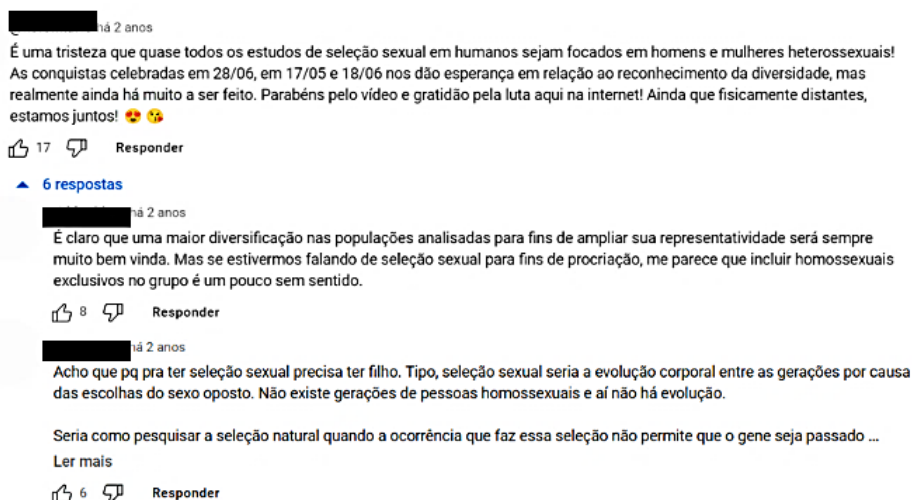 há 2 anos
É uma tristeza que quase todos os estudos de seleção sexual em humanos sejam focados em homens e mulheres heterossexuais!
As conquistas celebradas em 28/06, em 17/05 e 18/06 nos dão esperança em relação ao reconhecimento da diversidade, mas
realmente ainda há muito a ser feito. Parabéns pelo vídeo e gratidão pela luta aqui na internet! Ainda que fisicamente distantes,
estamos juntos! 😍 😘
17 Responder
6 respostas
há 2 anos
É claro que uma maior diversificação nas populações analisadas para fins de ampliar sua representatividade será sempre
muito bem vinda. Mas se estivermos falando de seleção sexual para fins de procriação, me parece que incluir homossexuais
exclusivos no grupo é um pouco sem sentido.
8 Responder
há 2 anos
Acho que pq pra ter seleção sexual precisa ter filho. Tipo, seleção sexual seria a evolução corporal entre as gerações por causa
das escolhas do sexo oposto. Não existe gerações de pessoas homossexuais e aí não há evolução.
Seria como pesquisar a seleção natural quando a ocorrência que faz essa seleção não permite que o gene seja passado ...
Ler mais
6 Responder